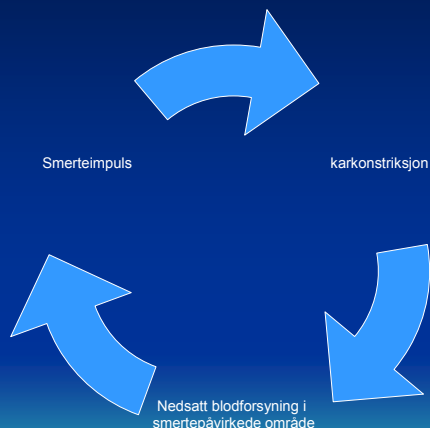 Smerteimpuls
karkonstriksjon
Nedsatt blodforsyning i
smertepåvirkede område